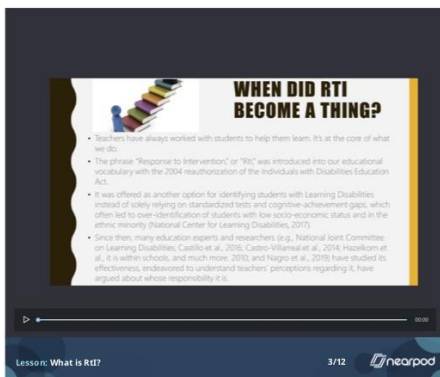 WHEN DID RTI
BECOME A THING?
• Teachers have always worked with students to help them learn. It's at the core of what
we do.
• The phrase "Response to Intervention," or "RtI," was introduced into our educational
vocabulary with the 2004 reauthorization of the Individuals with Disabilities Education
Act.
• It was offered as another option for identifying students with Learning Disabilities
instead of solely relying on standardized tests and cognitive-achievement gaps, which
often led to over-identification of students with low socio-economic status and in the
ethnic minority (National Center for Learning Disabilities, 2017).
• Since then, many education experts and researchers (e.g., National Joint Committee
on Learning Disabilities; Castillo et al., 2016; Castro-Villarreal et al., 2014; Hazelkorn et
al., it is within schools, and much more. 2010; and Nagro et al., 2019) have studied its
effectiveness, endeavored to understand teachers' perceptions regarding it, have
argued about whose responsibility it is.
00:00
Lesson: What is RtI?
3/12
nearpod